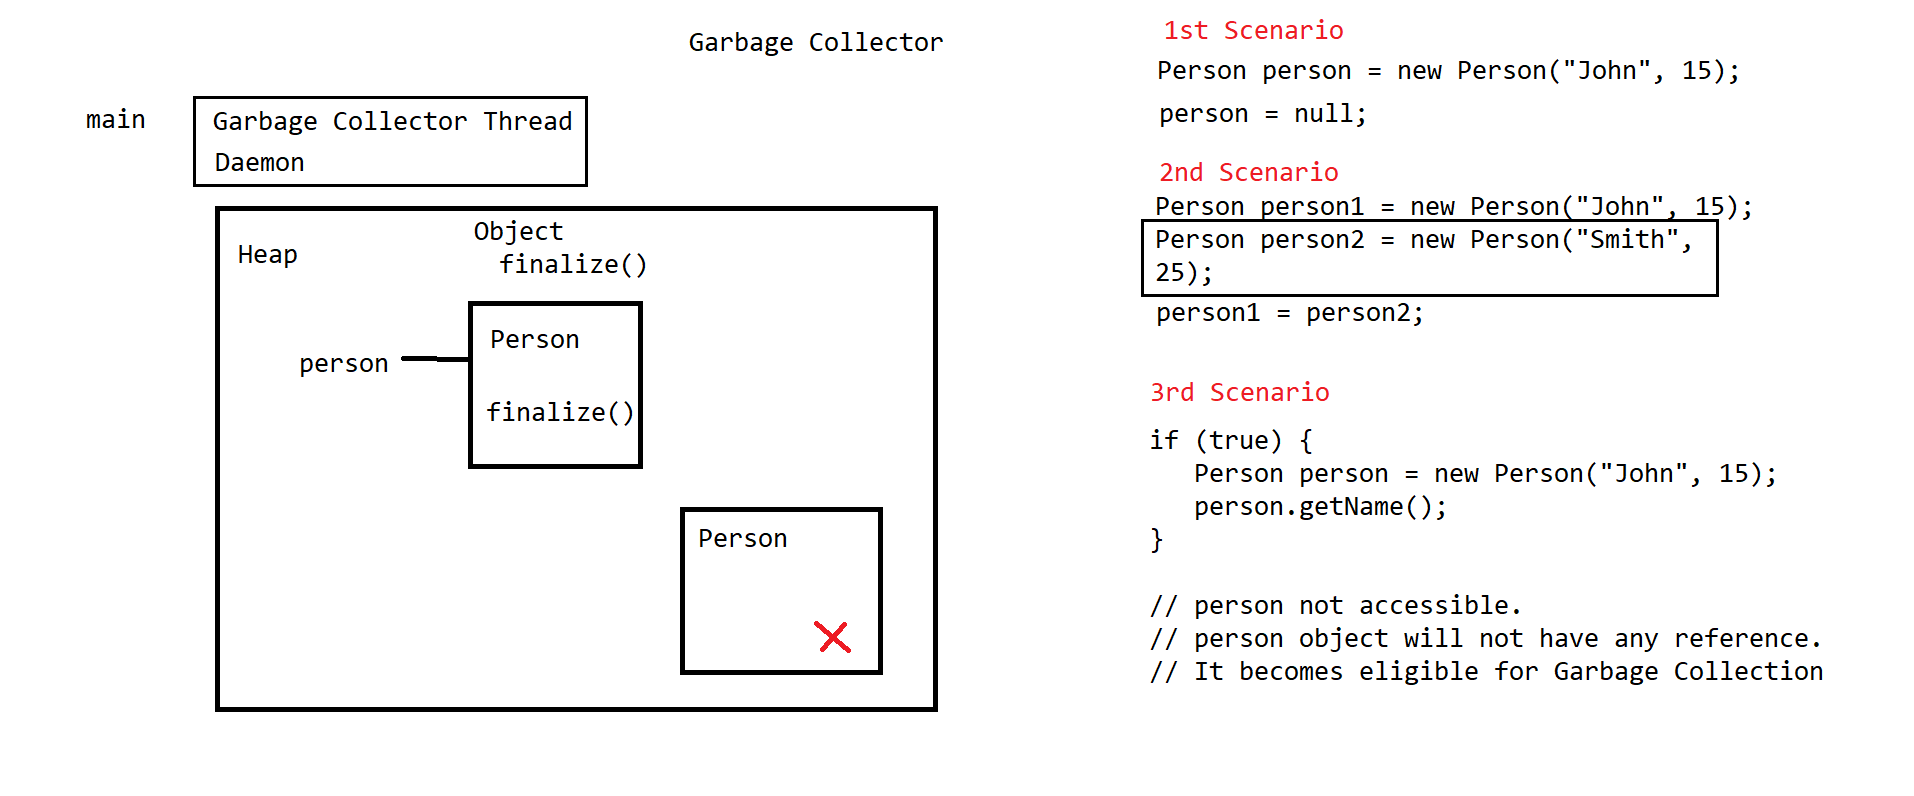 Garbage Collector
main
Garbage Collector Thread
Daemon
Heap
Object
finalize()
person
Person
finalize()
Person
1st Scenario
Person person = new Person("John", 15);
person = null;
2nd Scenario
Person person1 = new Person("John", 15);
Person person2 = new Person("Smith",
25);
person1 = person2;
3rd Scenario
if (true) {
   Person person = new Person("John", 15);
   person.getName();
}
// person not accessible.
// person object will not have any reference.
// It becomes eligible for Garbage Collection